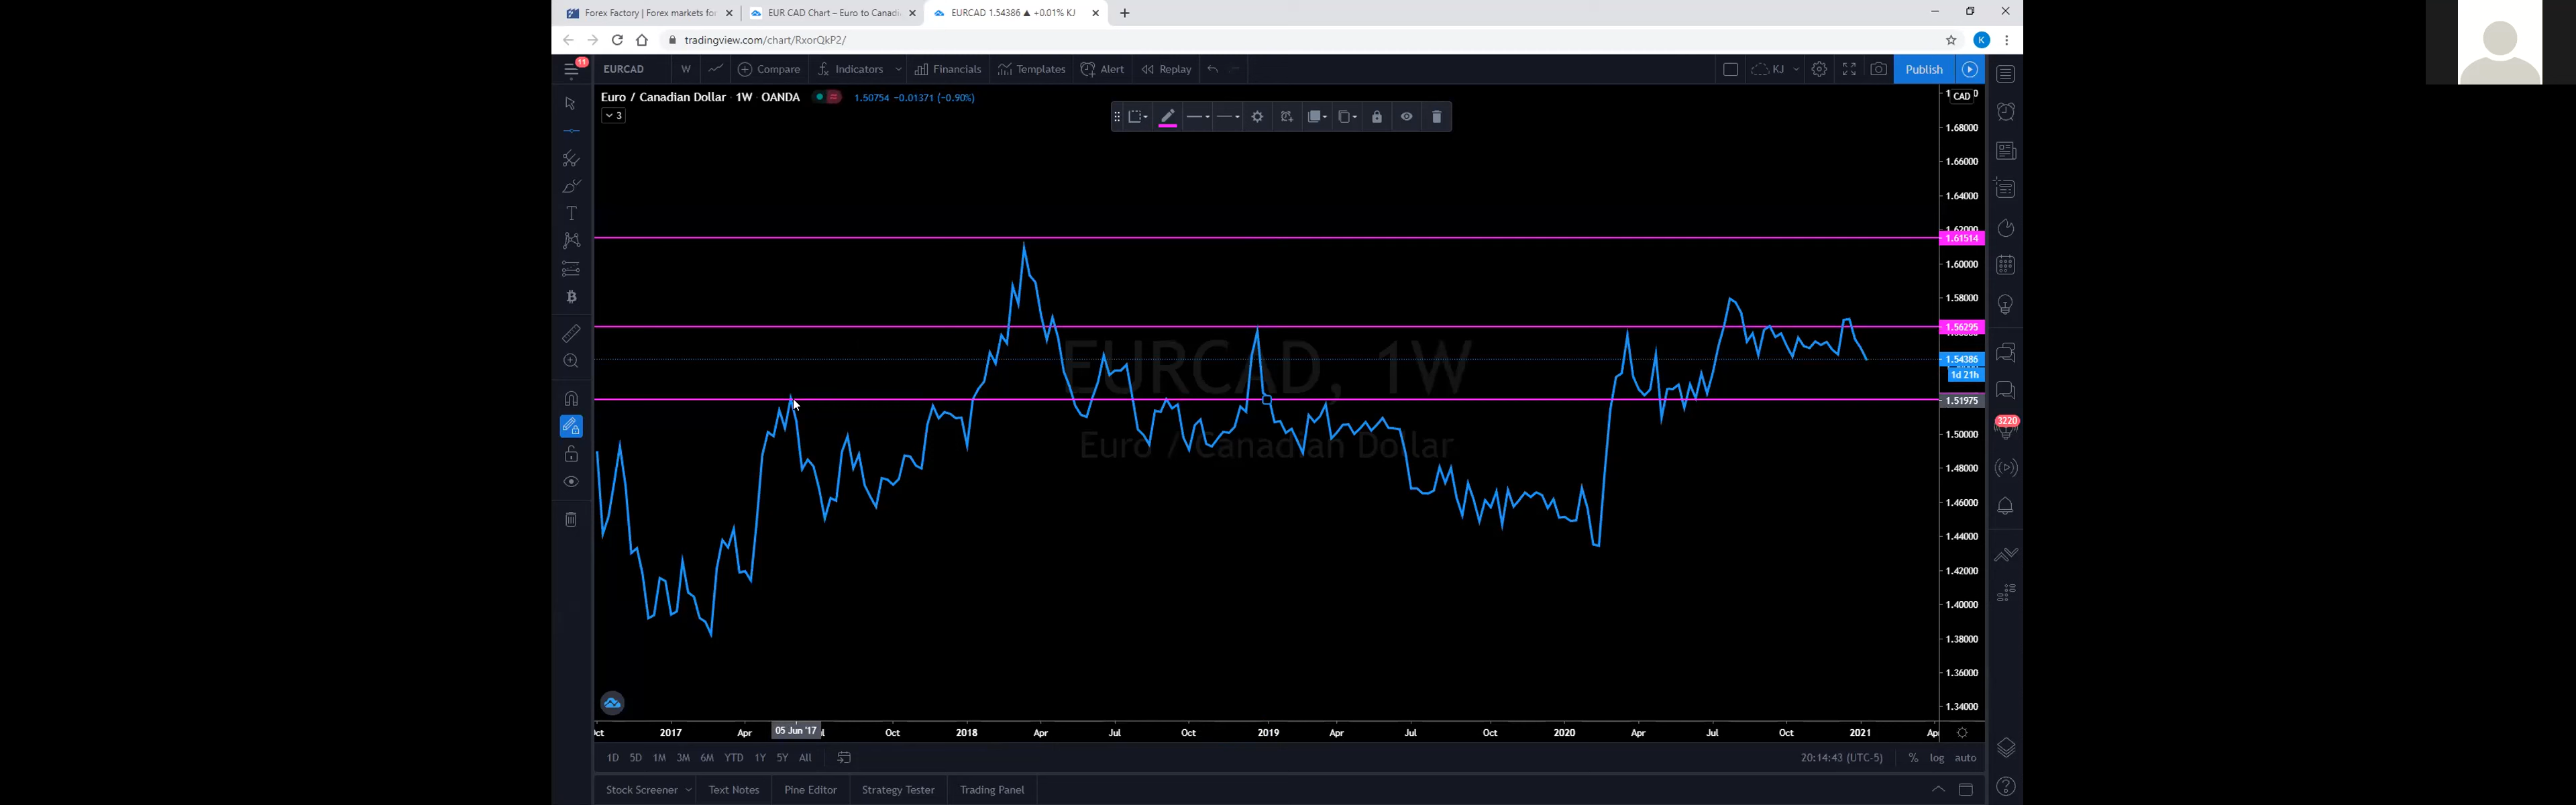 Forex Factory | Forex markets for
EUR CAD Chart – Euro to Canadi
EURCAD 1.54386 ▲ +0.01% KJ
tradingview.com/chart/RxorQkP2/
K
11
EURCAD W Compare Indicators Financials Templates Alert Replay KJ Publish
Euro / Canadian Dollar 1W OANDA 1.50754 −0.01371 (−0.90%)
3
CAD
1.68000
1.66000
1.64000
1.62000
1.61514
1.60000
1.58000
1.56295
1.54386
1d 21h
1.51975
1.50000
1.48000
1.46000
1.44000
1.42000
1.40000
1.38000
1.36000
1.34000
EURCAD, 1W
Euro / Canadian Dollar
3220
2017 Apr 05 Jun '17 Oct 2018 Apr Jul Oct 2019 Apr Jul Oct 2020 Apr Jul Oct 2021
1D 5D 1M 3M 6M YTD 1Y 5Y All
20:14:43 (UTC-5) % log auto
Stock Screener Text Notes Pine Editor Strategy Tester Trading Panel